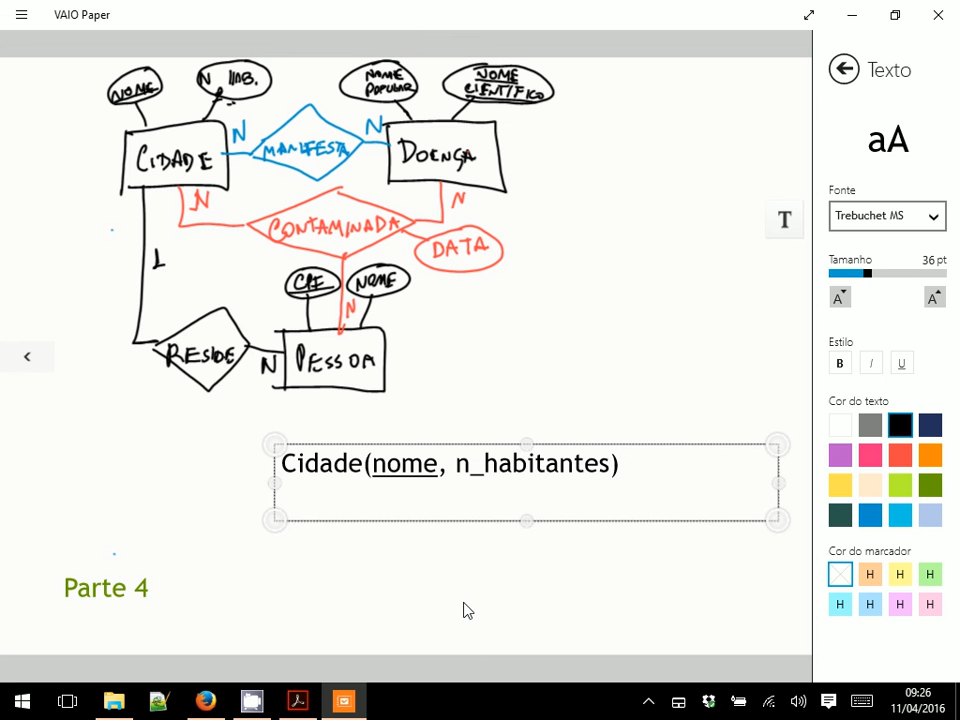 VAIO Paper
Texto
aA
NOME
N HAB.
NOME POPULAR
NOME CIENTÍFICO
N
N
CIDADE
MANIFESTA
DOENÇA
Fonte
Trebuchet MS
T
N
N
CONTAMINADA
DATA
Tamanho
36 pt
A
A
1
CPF
NOME
N
Estilo
B
I
U
RESIDE
N
PESSOA
Cor do texto
Cidade(nome, n_habitantes)
Cor do marcador
H H H
H H H H
Parte 4
09:26
11/04/2016